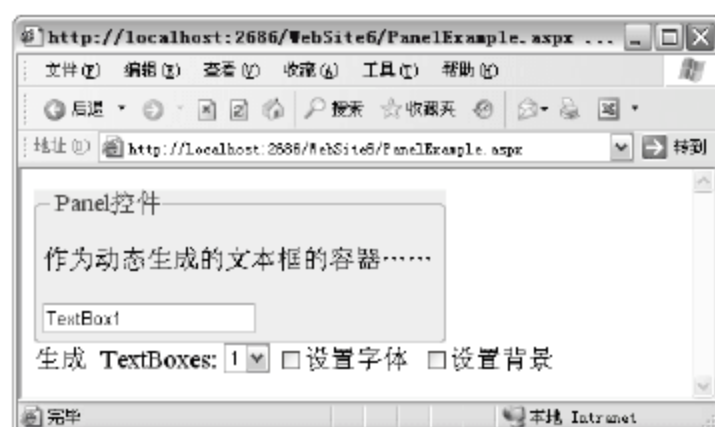 http://localhost:2686/WebSite6/PanelExample.aspx ...
文件(F) 编辑(E) 查看(V) 收藏(A) 工具(T) 帮助(H)
后退 搜索 收藏夹
地址(D) http://localhost:2686/WebSite6/PanelExample.aspx 转到
Panel控件
作为动态生成的文本框的容器……
TextBox1
生成 TextBoxes: 1 设置字体 设置背景
完毕 本地 Intranet